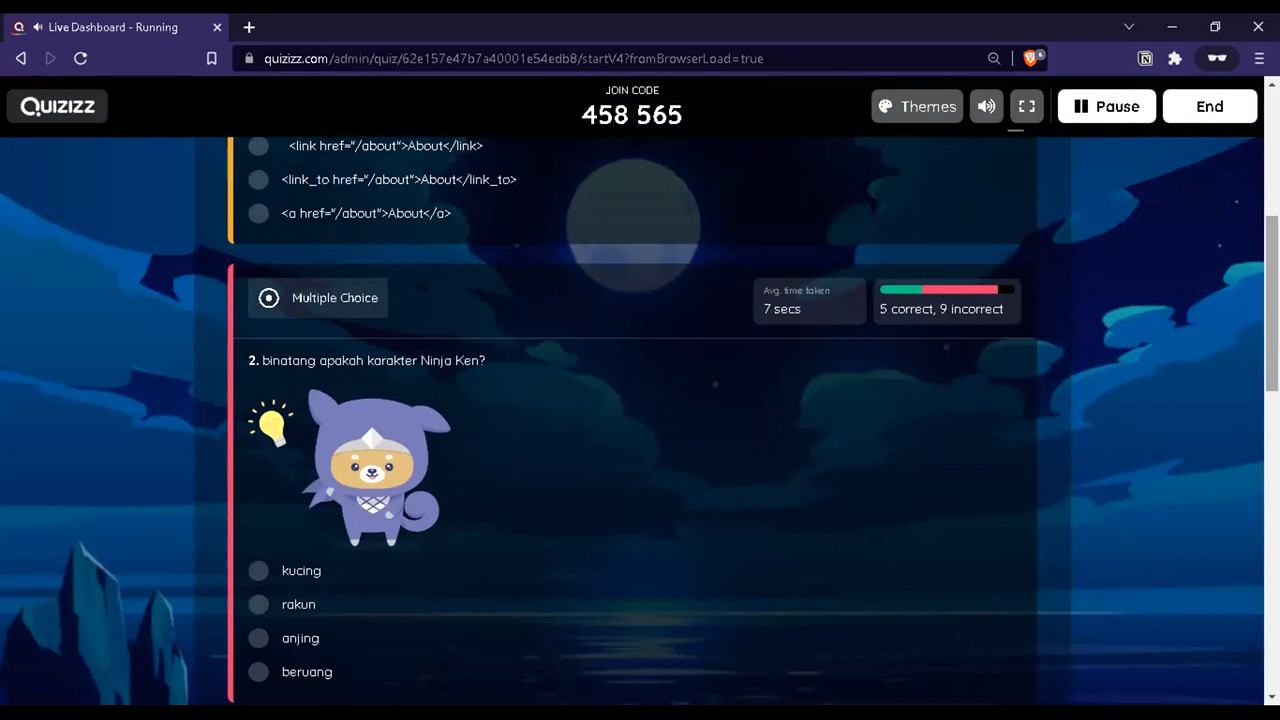 Live Dashboard - Running
quizizz.com/admin/quiz/62e157e47b7a40001e54edb8/startV4?fromBrowserLoad=true
QUIZIZZ
JOIN CODE
458 565
Themes
Pause
End
<link href="/about">About</link>
<link_to href="/about">About</link_to>
<a href="/about">About</a>
Multiple Choice
Avg. time taken
7 secs
5 correct, 9 incorrect
2. binatang apakah karakter Ninja Ken?
kucing
rakun
anjing
beruang